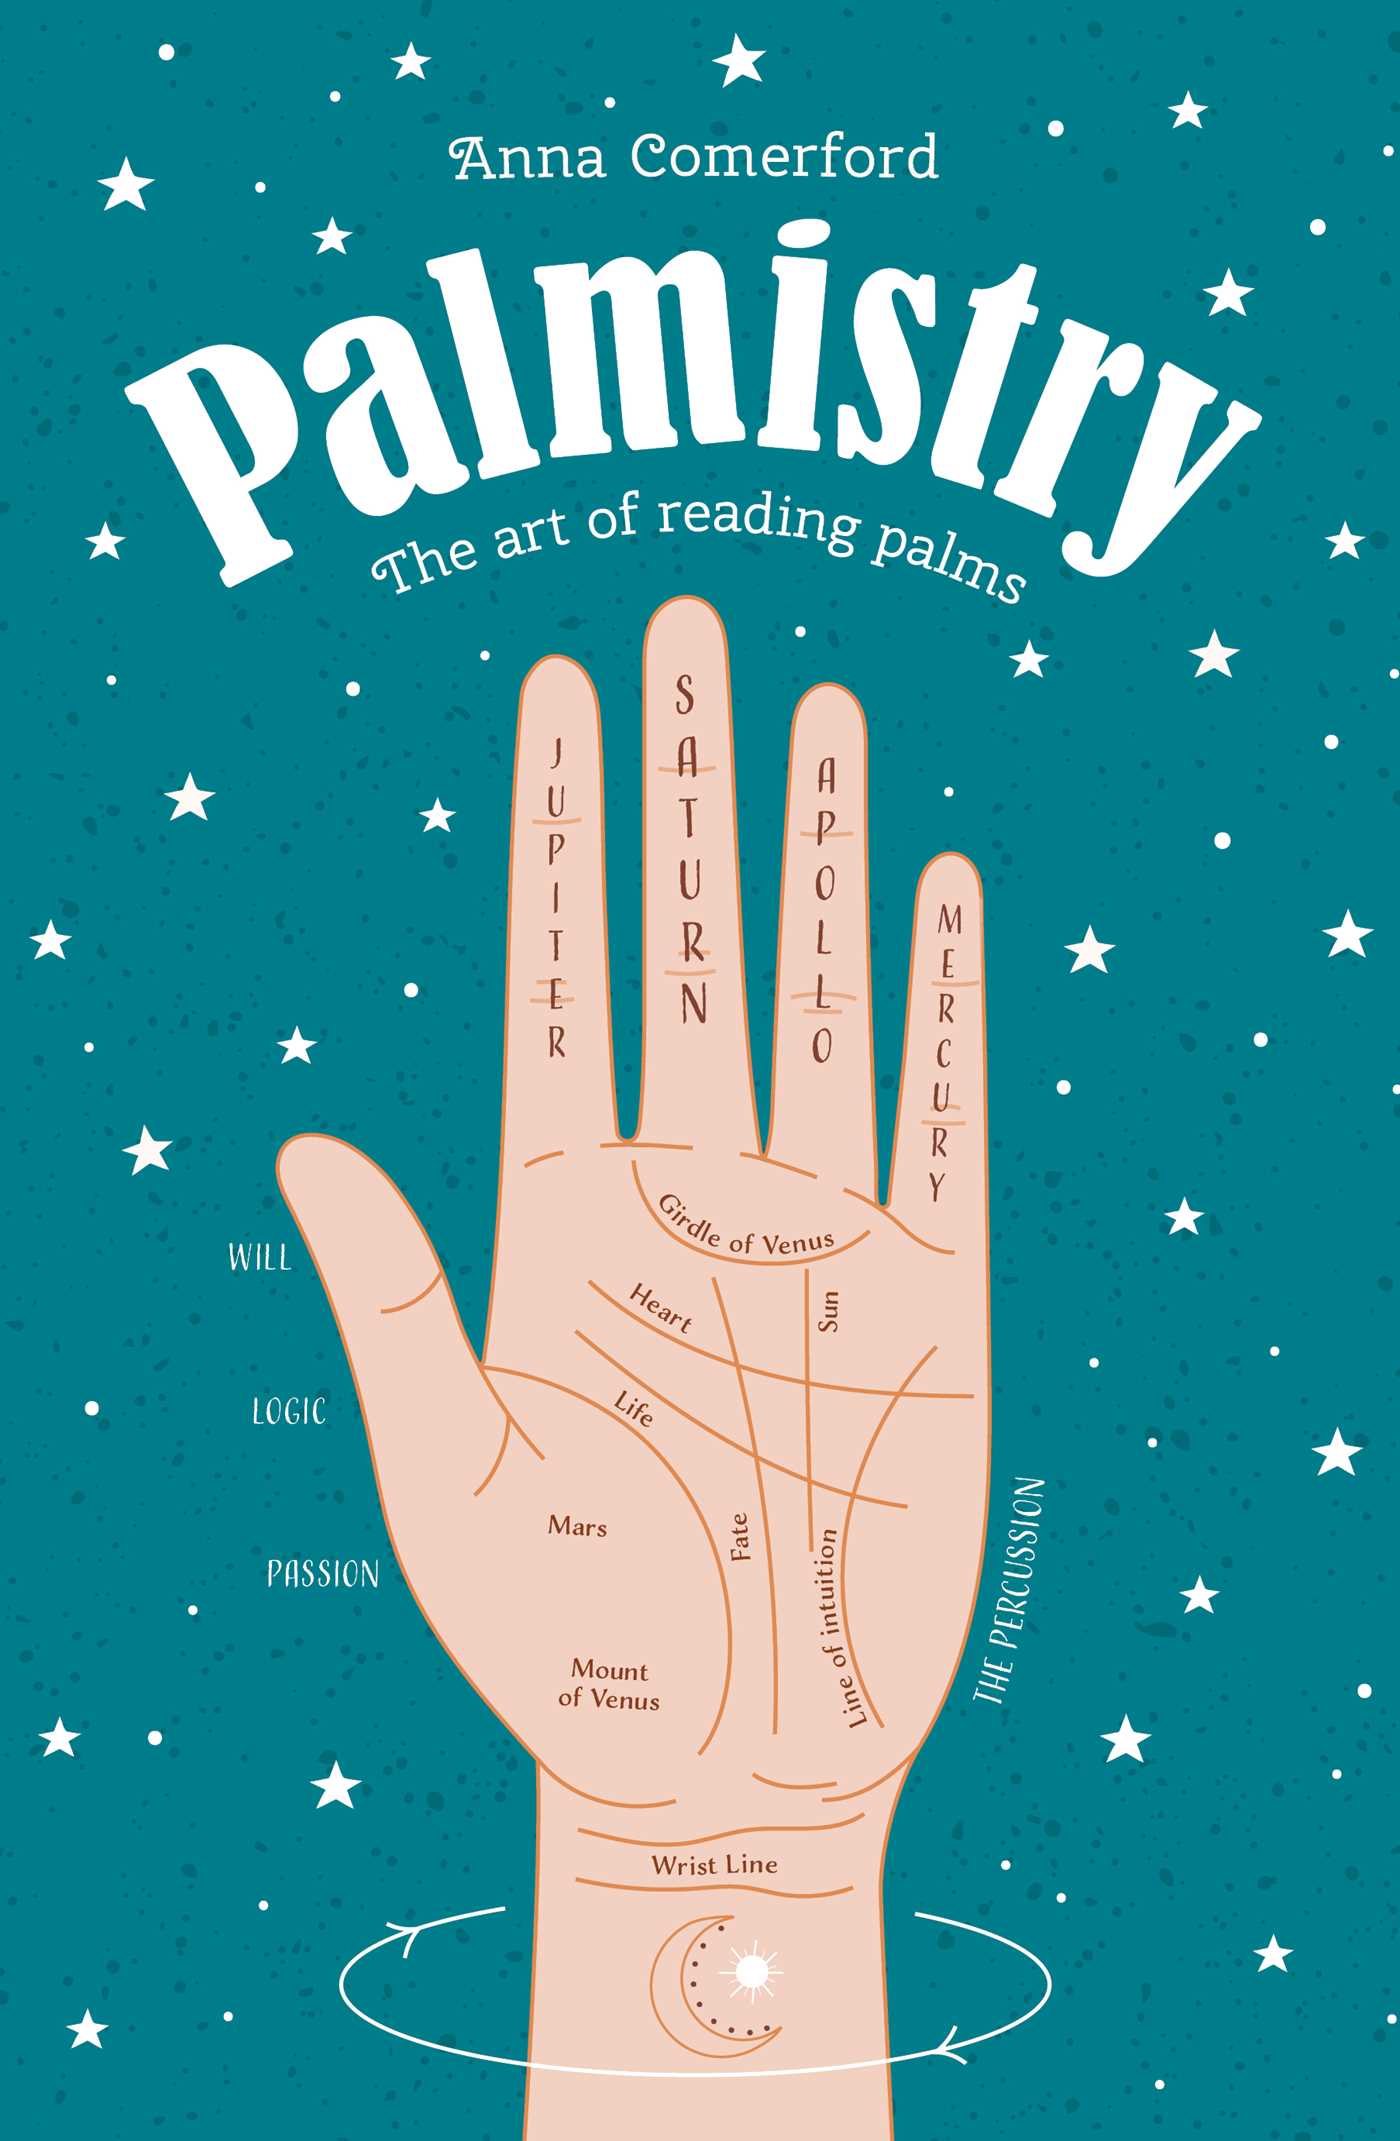 Anna Comerford
Palmistry
The art of reading palms
JUPITER
SATURN
APOLLO
MERCURY
WILL
LOGIC
PASSION
Girdle of Venus
Heart
Sun
Life
Mars
Fate
Line of intuition
Mount
of Venus
THE PERCUSSION
Wrist Line